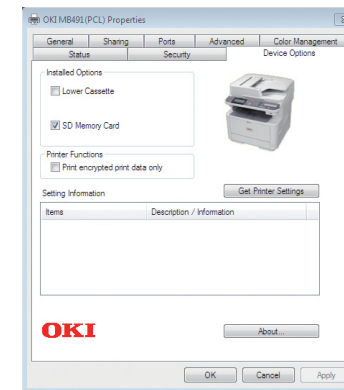 OKI MB491(PCL) Properties
General Sharing Ports Advanced Color Management
Status Security Device Options
Installed Options
Lower Cassette
SD Memory Card
Printer Functions
Print encrypted print data only
Setting Information Get Printer Settings
Items Description / Information
OKI About...
OK Cancel Apply